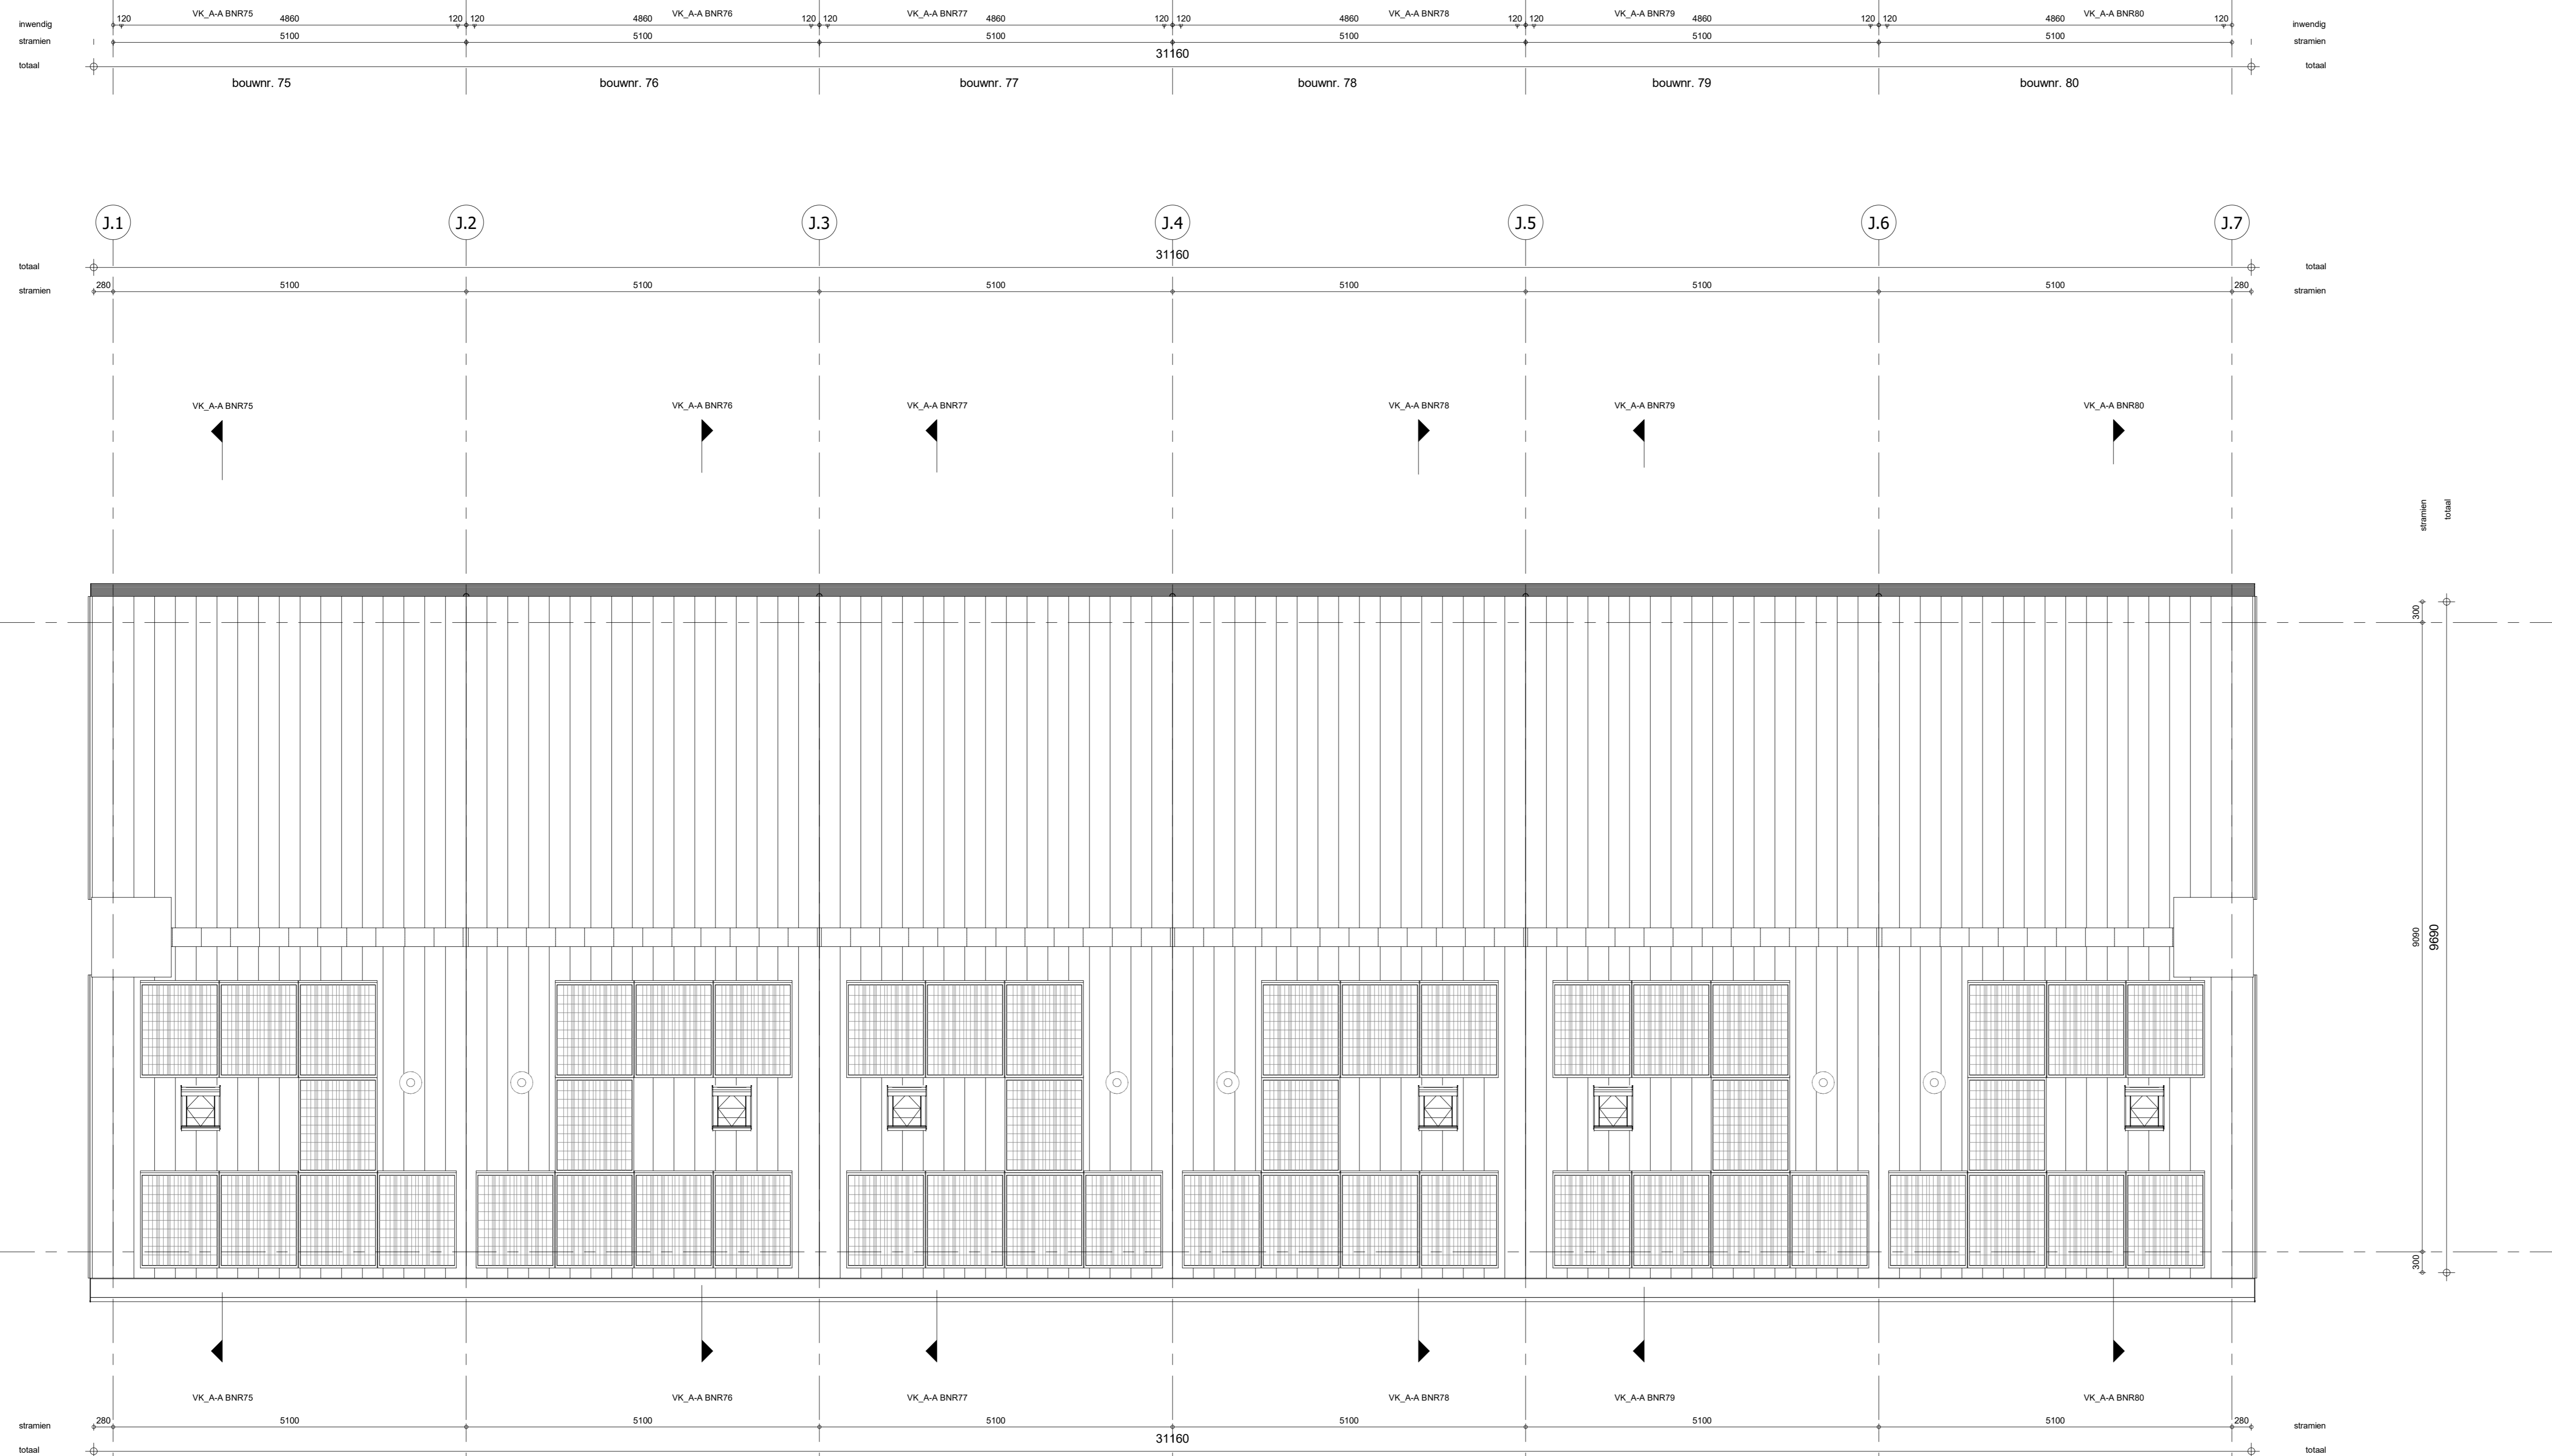 VK_A-A BNR75 VK_A-A BNR76 VK_A-A BNR77 VK_A-A BNR78 VK_A-A BNR79 VK_A-A BNR80
inwendig 120 4860 120 120 4860 120 120 4860 120 120 4860 120 120 4860 120 120 4860 120 inwendig
stramien 5100 5100 5100 5100 5100 5100 stramien
31160
totaal totaal
bouwnr. 75 bouwnr. 76 bouwnr. 77 bouwnr. 78 bouwnr. 79 bouwnr. 80
J.1 J.2 J.3 J.4 J.5 J.6 J.7
31160
totaal totaal
stramien 280 5100 5100 5100 5100 5100 5100 280 stramien
VK_A-A BNR75 VK_A-A BNR76 VK_A-A BNR77 VK_A-A BNR78 VK_A-A BNR79 VK_A-A BNR80
stramien totaal
300
9090 9690
300
VK_A-A BNR75 VK_A-A BNR76 VK_A-A BNR77 VK_A-A BNR78 VK_A-A BNR79 VK_A-A BNR80
stramien 280 5100 5100 5100 5100 5100 5100 280 stramien
31160
totaal totaal